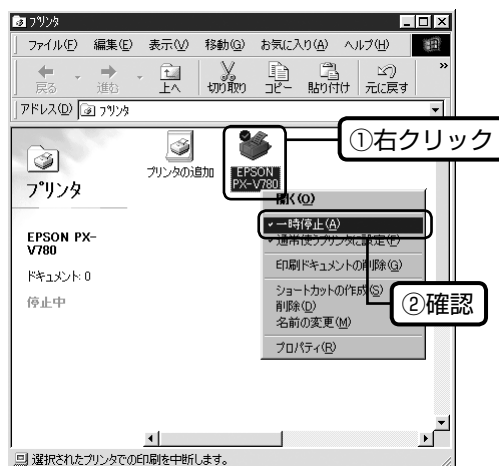 プリンタ
ファイル(F) 編集(E) 表示(V) 移動(G) お気に入り(A) ヘルプ(H)
戻る 進む 上へ 切り取り コピー 貼り付け 元に戻す »
アドレス(D) プリンタ
①右クリック
プリンタの追加
EPSON
PX-V780
プリンタ
EPSON PX-
V780
ドキュメント: 0
停止中
開く(O)
一時停止(A)
通常使うプリンタに設定(F)
印刷ドキュメントの削除(G)
ショートカットの作成(S)
削除(D)
名前の変更(M)
プロパティ(R)
②確認
選択されたプリンタでの印刷を中断します。